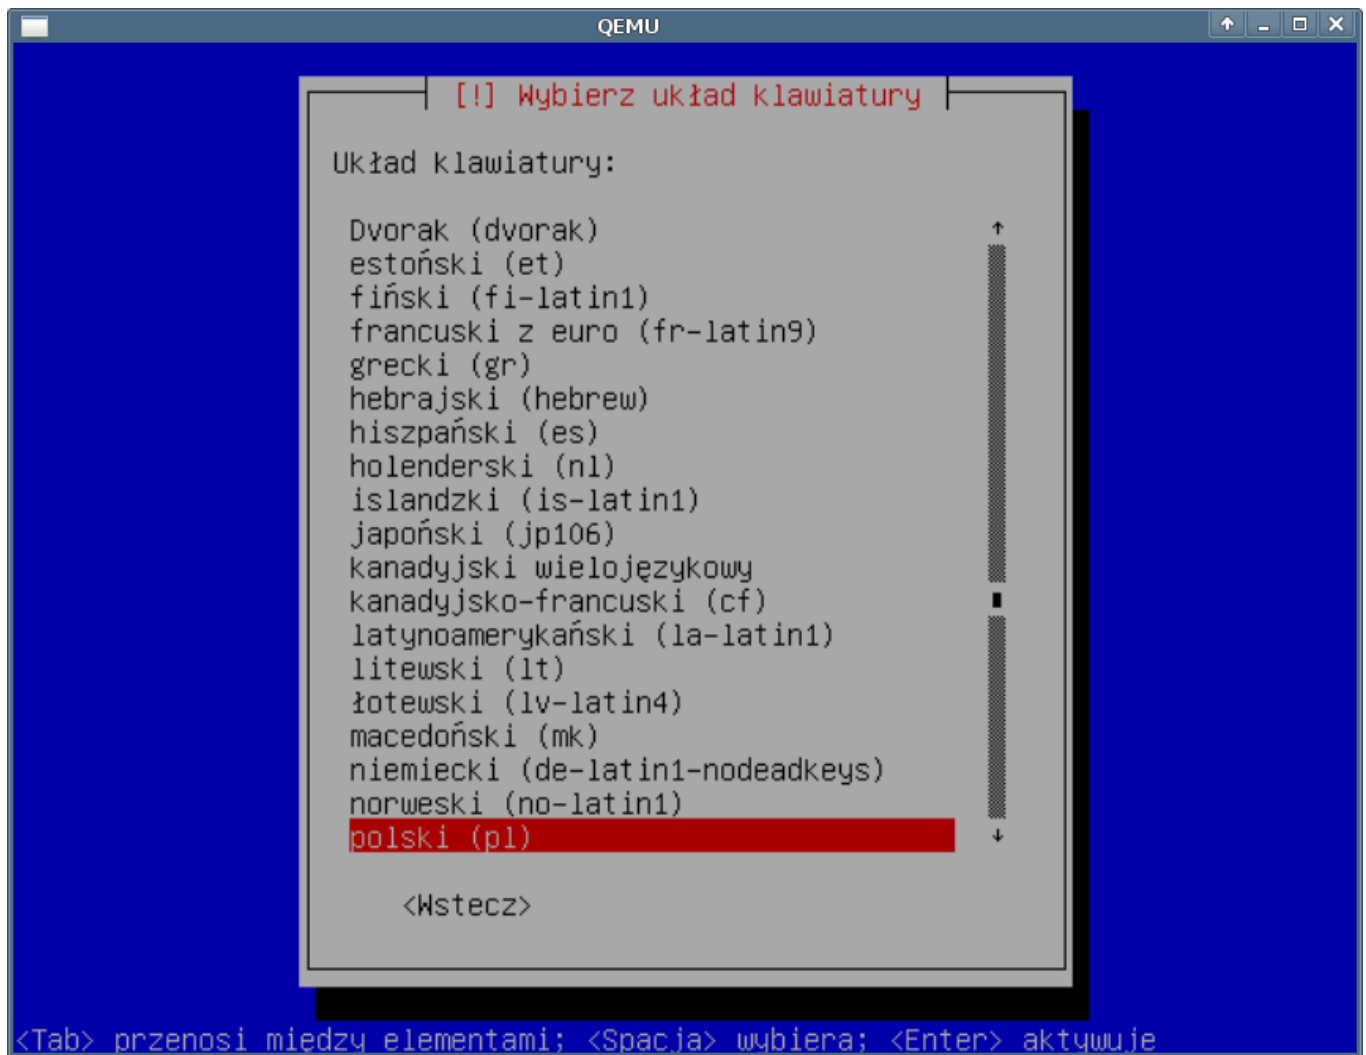 QEMU
[!] Wybierz układ klawiatury
Układ klawiatury:
Dvorak (dvorak)
estoński (et)
fiński (fi-latin1)
francuski z euro (fr-latin9)
grecki (gr)
hebrajski (hebrew)
hiszpański (es)
holenderski (nl)
islandzki (is-latin1)
japoński (jp106)
kanadyjski wielojęzykowy
kanadyjsko-francuski (cf)
latynoamerykański (la-latin1)
litewski (lt)
łotewski (lv-latin4)
macedoński (mk)
niemiecki (de-latin1-nodeadkeys)
norweski (no-latin1)
polski (pl)
<Wstecz>
<Tab> przenosi między elementami; <Spacja> wybiera; <Enter> aktywuje